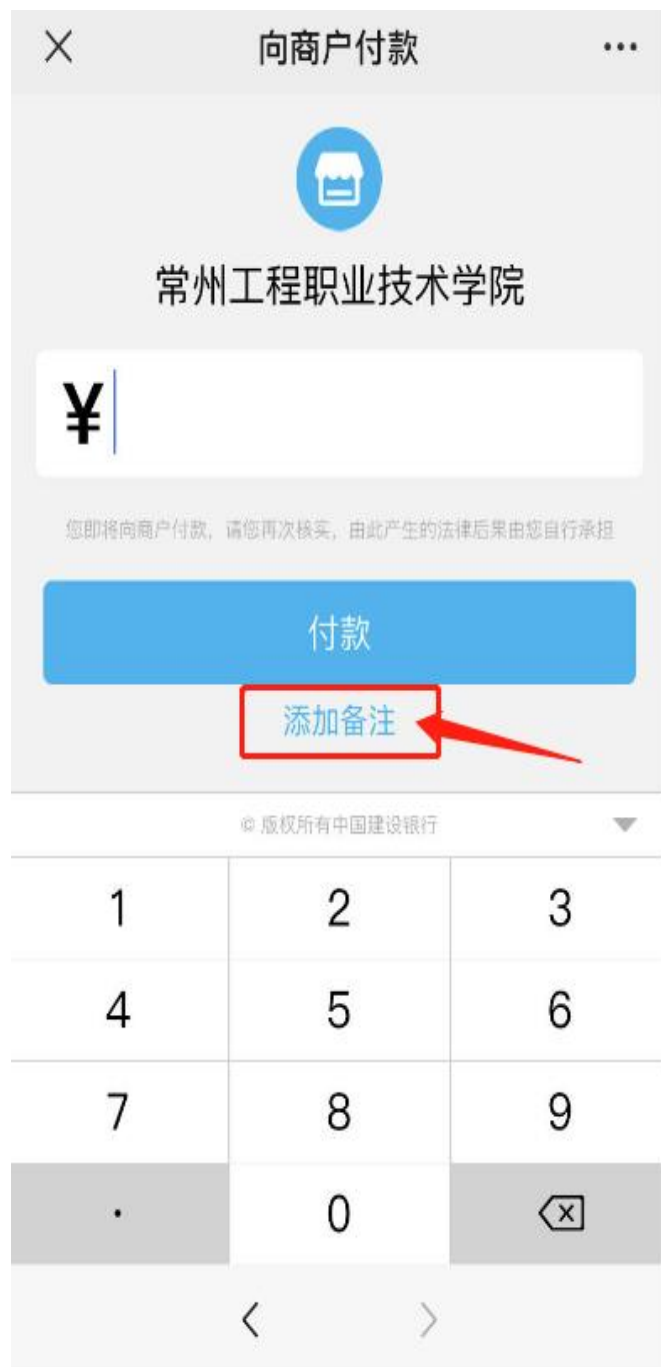 向商户付款
常州工程职业技术学院
¥
您即将向商户付款，请您再次核实，由此产生的法律后果由您自行承担
付款
添加备注
© 版权所有中国建设银行
1 2 3
4 5 6
7 8 9
. 0